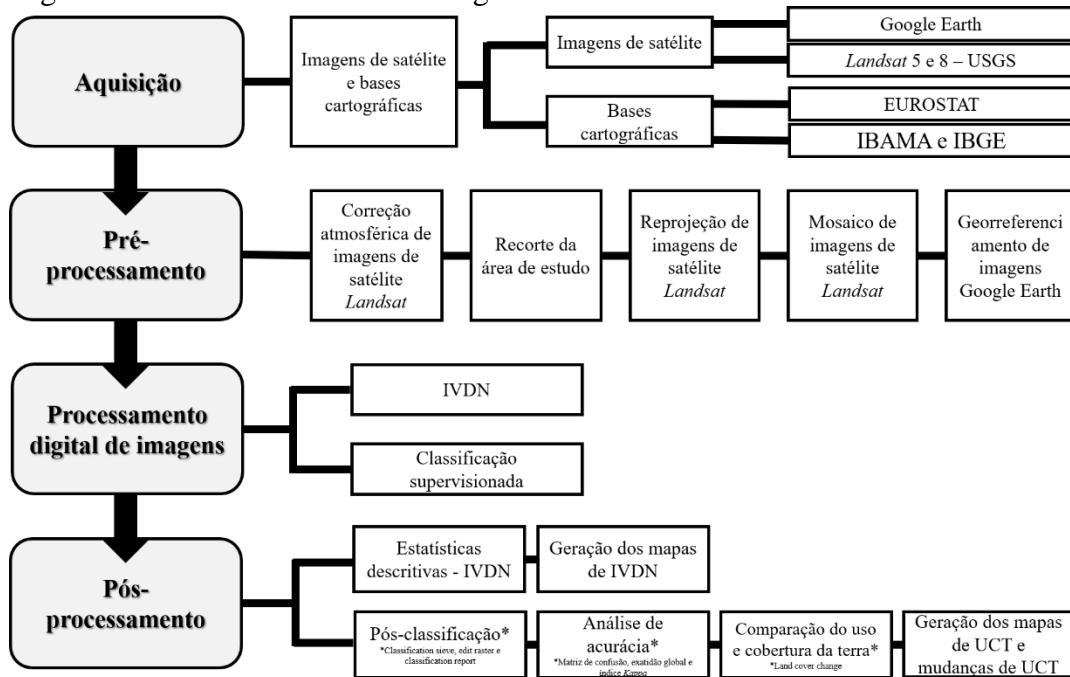 Aquisição
Imagens de satélite
e bases
cartográficas
Imagens de satélite
Google Earth
Landsat 5 e 8 – USGS
Bases
cartográficas
EUROSTAT
IBAMA e IBGE
Pré-
processamento
Correção
atmosférica de
imagens de
satélite
Landsat
Recorte da
área de estudo
Reprojeção de
imagens de
satélite
Landsat
Mosaico de
imagens de
satélite
Landsat
Georreferenci
amento de
imagens
Google Earth
Processamento
digital de imagens
IVDN
Classificação
supervisionada
Pós-
processamento
Estatísticas
descritivas - IVDN
Geração dos mapas
de IVDN
Pós-classificação*
*Classification sieve, edit raster e
classification report
Análise de
acurácia*
*Matriz de confusão, exatidão global e
índice Kappa
Comparação do uso
e cobertura da terra*
*Land cover change
Geração dos mapas
de UCT e
mudanças de UCT